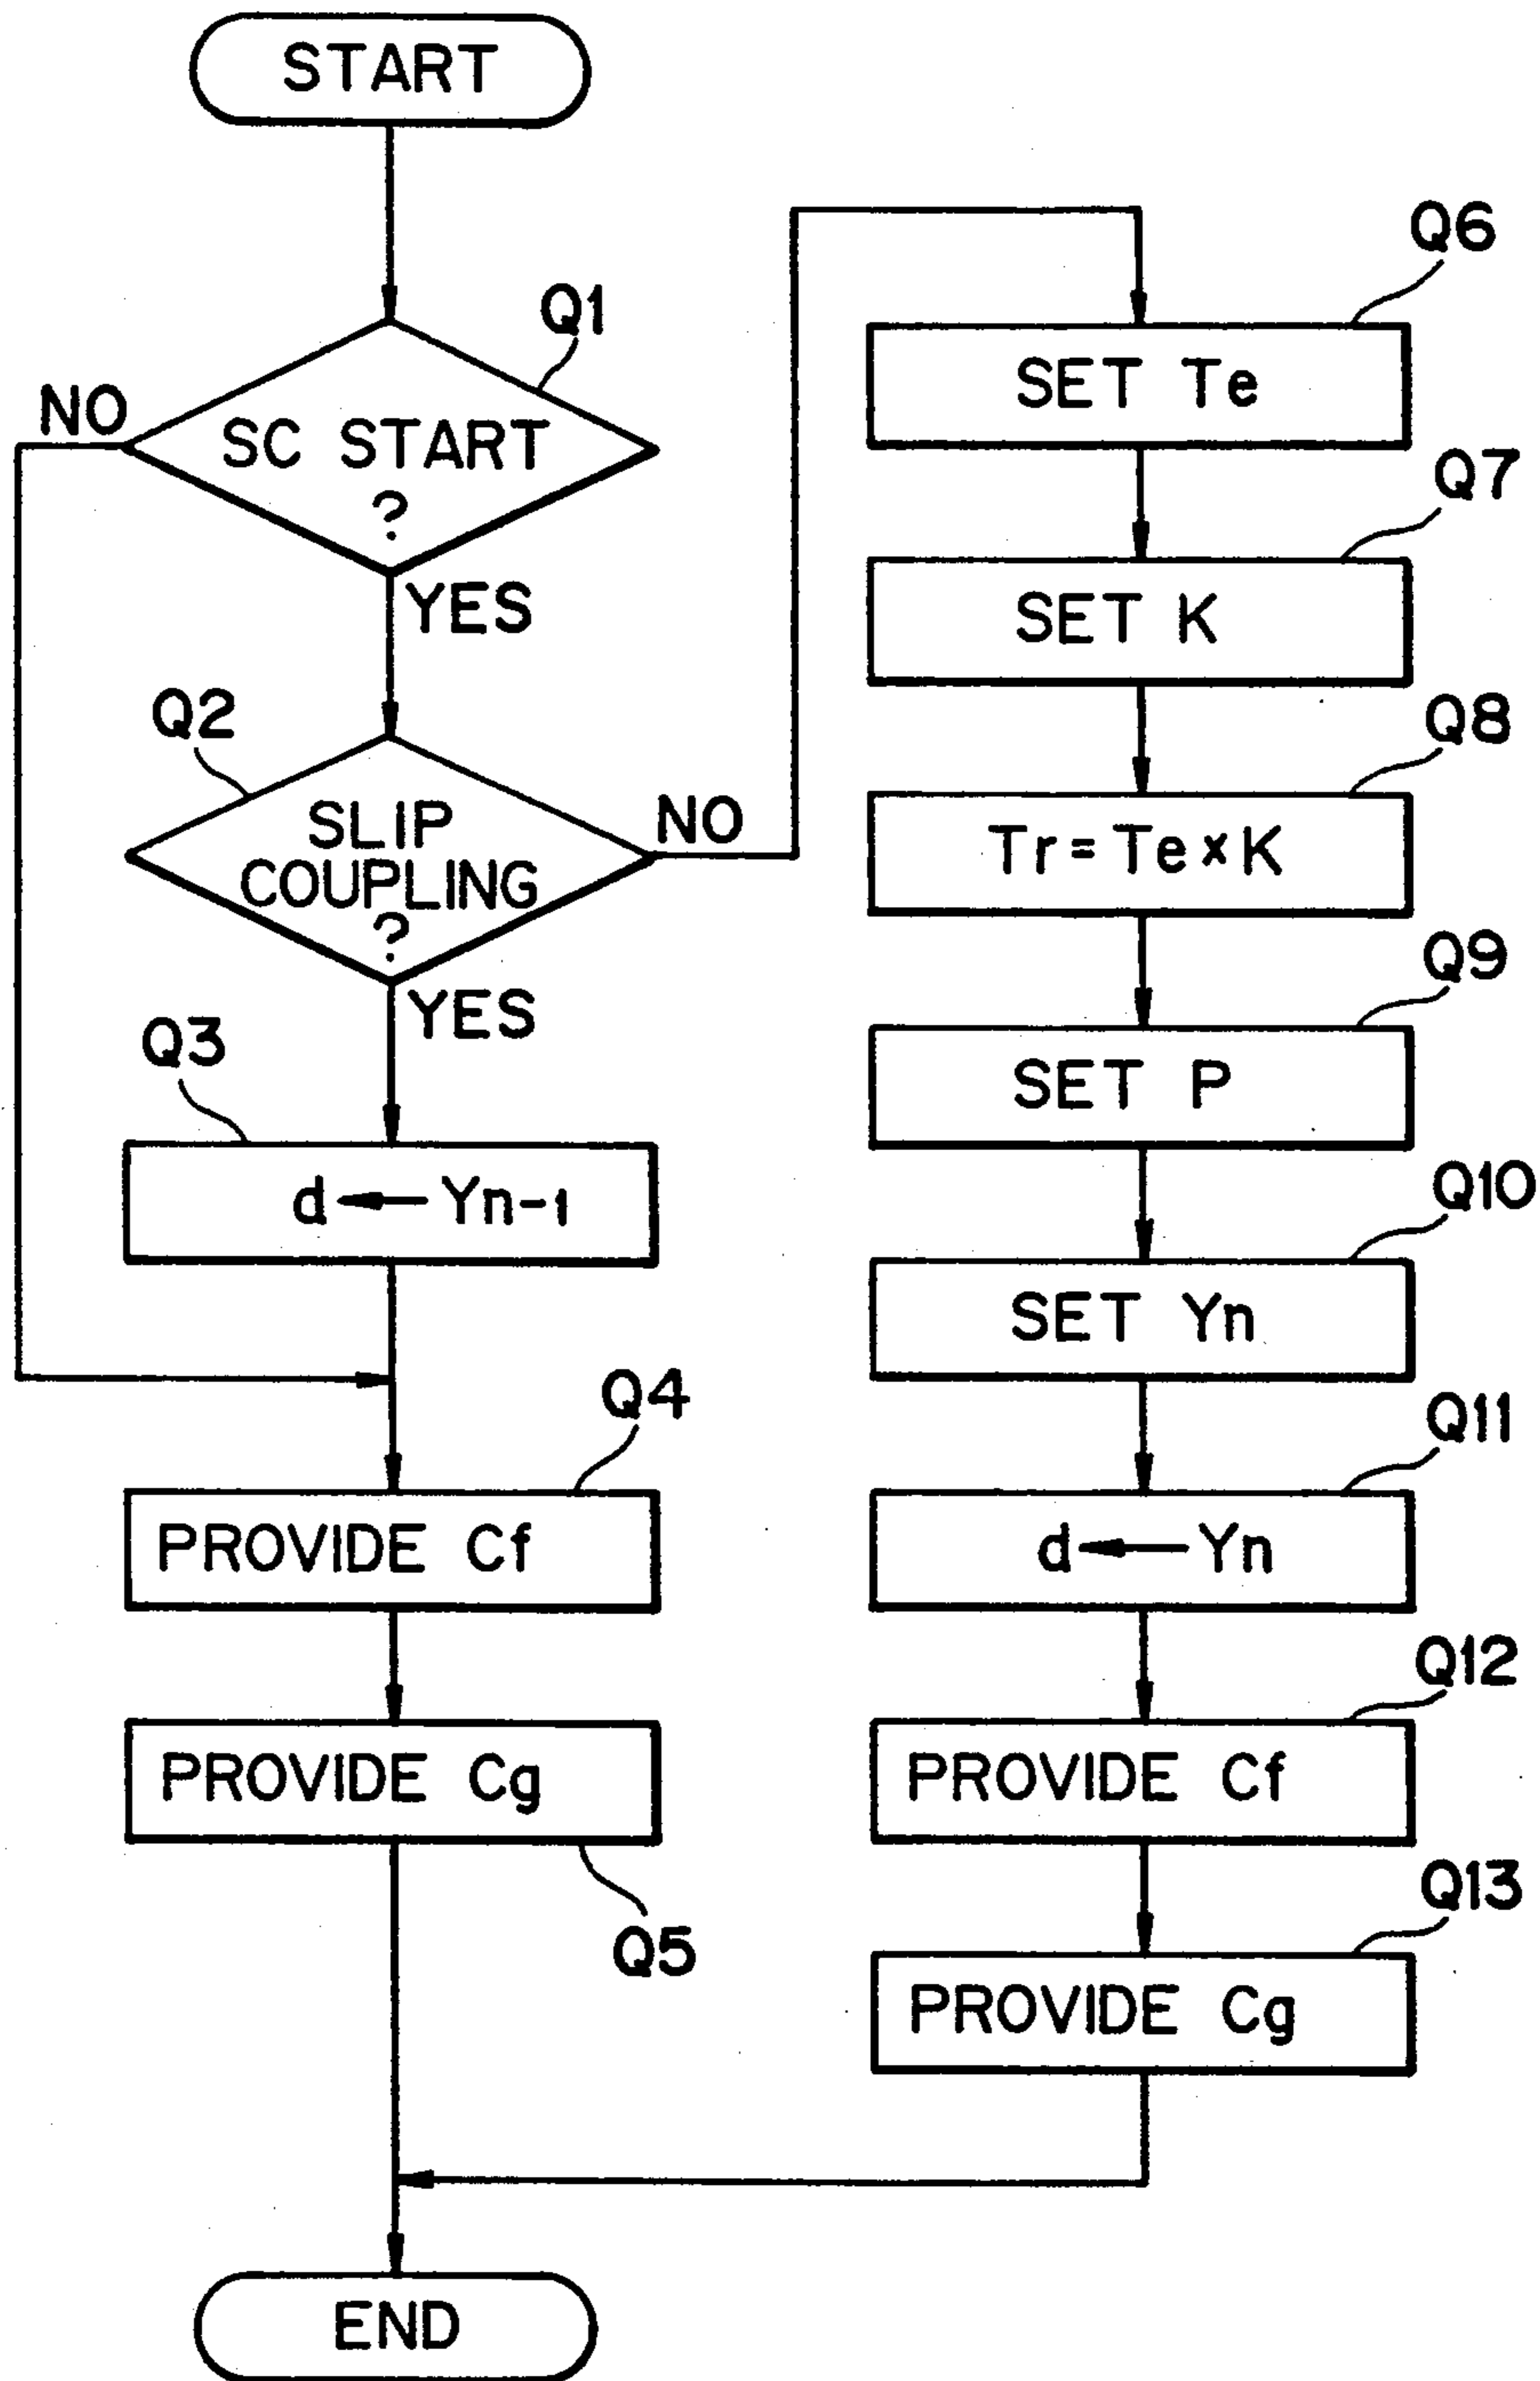 START
Q1
NO
SC START
?
YES
Q2
SLIP
COUPLING
?
NO
YES
Q3
d ← Yn-1
Q4
PROVIDE Cf
PROVIDE Cg
Q5
END
Q6
SET Te
Q7
SET K
Q8
Tr = Te × K
Q9
SET P
Q10
SET Yn
Q11
d ← Yn
Q12
PROVIDE Cf
Q13
PROVIDE Cg